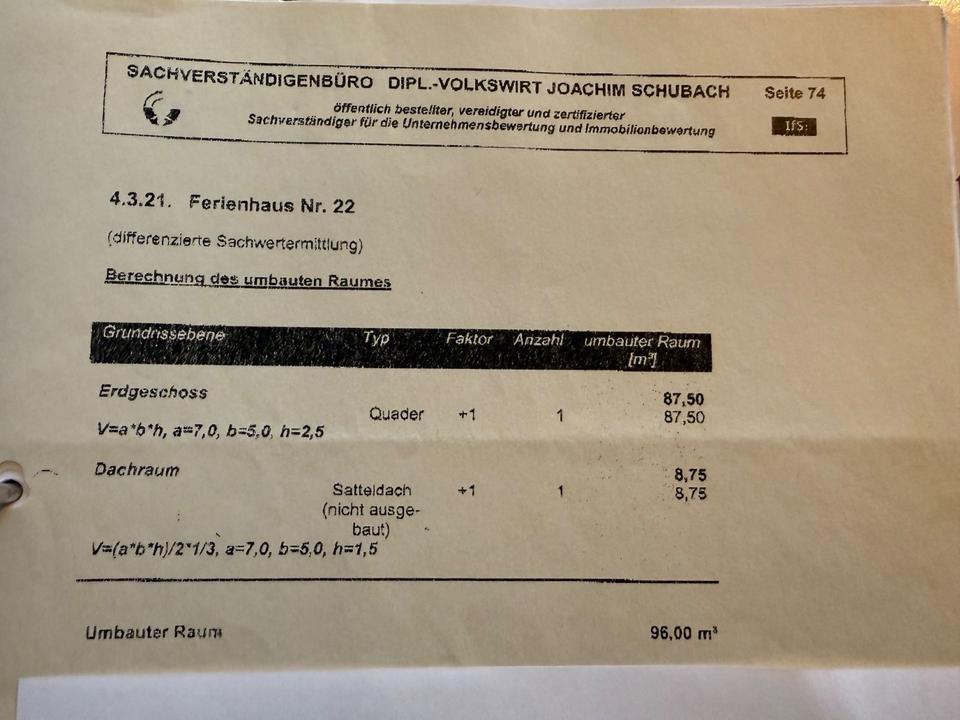 SACHVERSTÄNDIGENBÜRO DIPL.-VOLKSWIRT JOACHIM SCHUBACH Seite 74
öffentlich bestellter, vereidigter und zertifizierter
Sachverständiger für die Unternehmensbewertung und Immobilienbewertung
IfS:
4.3.21. Ferienhaus Nr. 22
(differenzierte Sachwertermittlung)
Berechnung des umbauten Raumes
Grundrissebene Typ Faktor Anzahl umbauter Raum
[m³]
Erdgeschoss 87,50
Quader +1 1 87,50
V=a*b*h, a=7,0, b=5,0, h=2,5
Dachraum 8,75
Satteldach +1 1 8,75
(nicht ausge-
baut)
V=(a*b*h)/2*1/3, a=7,0, b=5,0, h=1,5
Umbauter Raum 96,00 m³